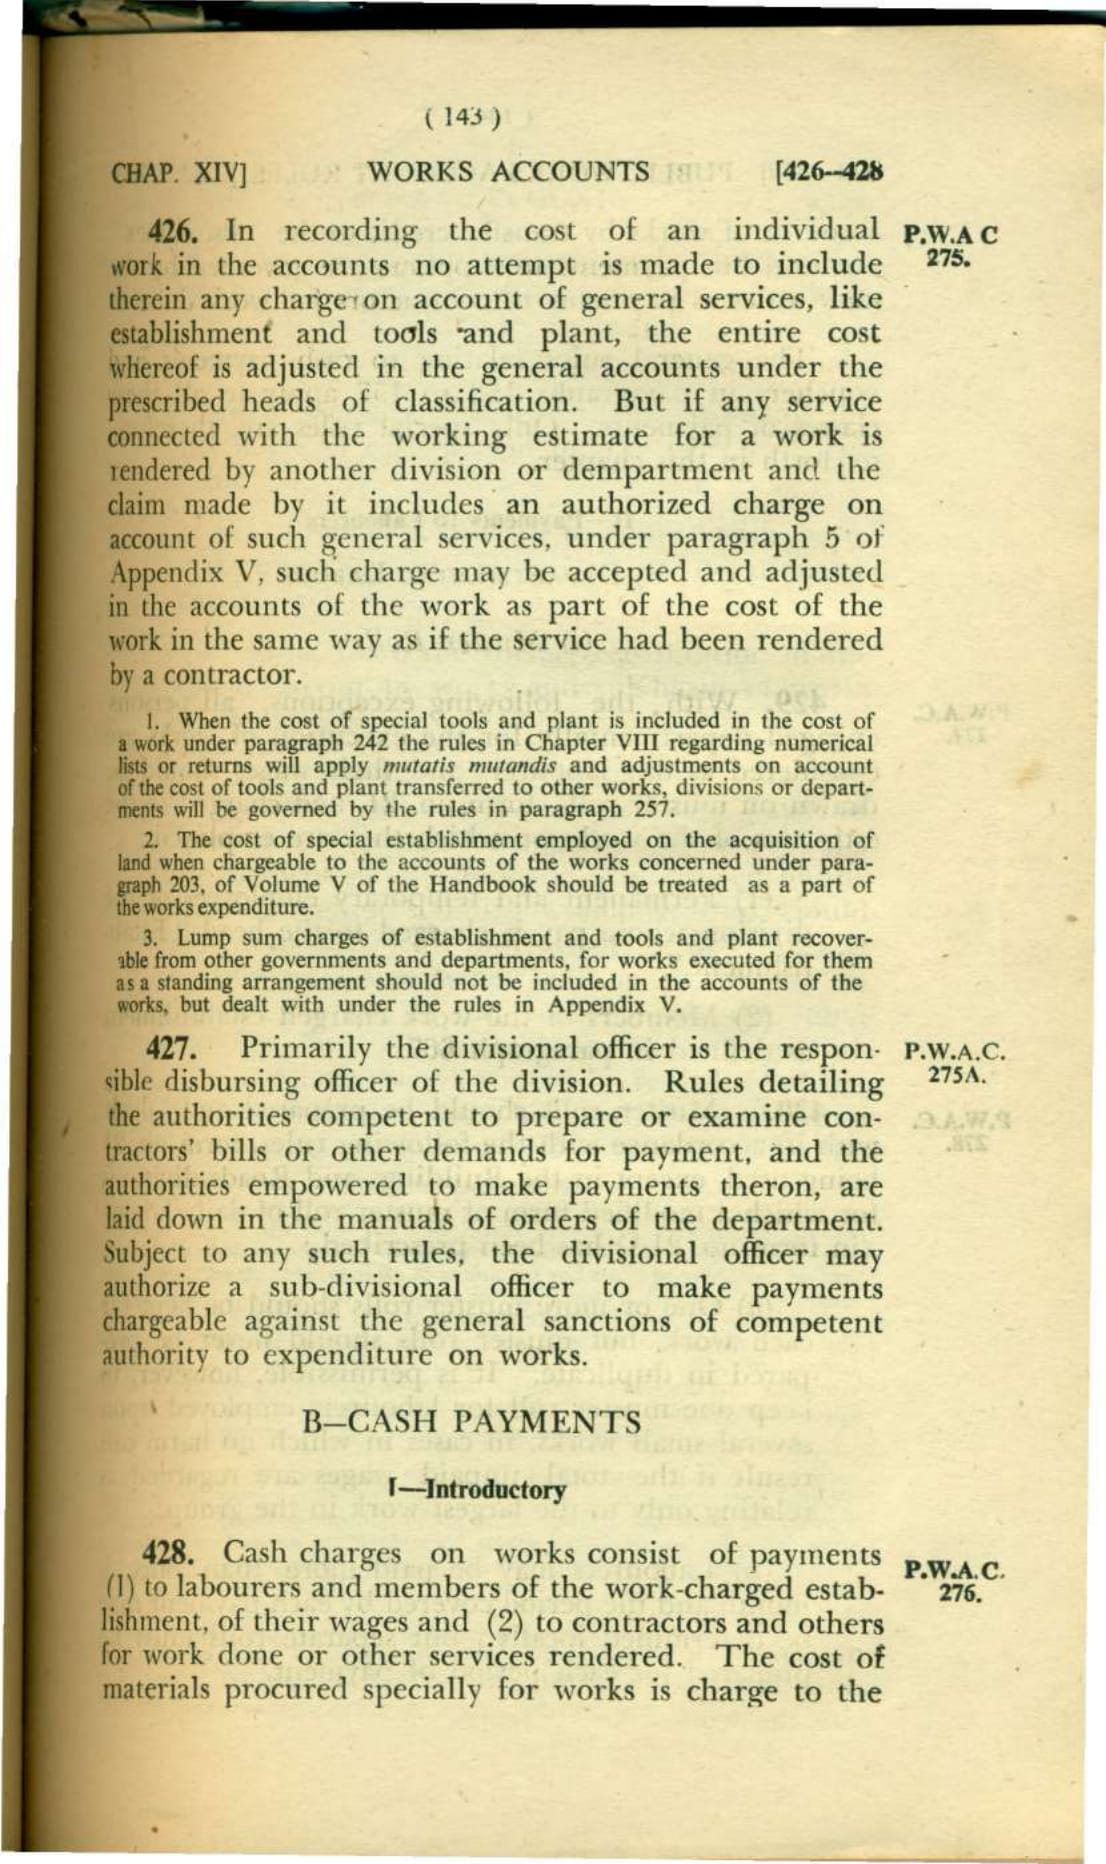 ( 143 )
CHAP. XIV] WORKS ACCOUNTS [426—428
426. In recording the cost of an individual P.W.A C
work in the accounts no attempt is made to include 275.
therein any charge on account of general services, like
establishment and tools and plant, the entire cost
whereof is adjusted in the general accounts under the
prescribed heads of classification. But if any service
connected with the working estimate for a work is
rendered by another division or dempartment and the
claim made by it includes an authorized charge on
account of such general services, under paragraph 5 of
Appendix V, such charge may be accepted and adjusted
in the accounts of the work as part of the cost of the
work in the same way as if the service had been rendered
by a contractor.
1. When the cost of special tools and plant is included in the cost of
a work under paragraph 242 the rules in Chapter VIII regarding numerical
lists or returns will apply mutatis mutandis and adjustments on account
of the cost of tools and plant transferred to other works, divisions or depart-
ments will be governed by the rules in paragraph 257.
2. The cost of special establishment employed on the acquisition of
land when chargeable to the accounts of the works concerned under para-
graph 203, of Volume V of the Handbook should be treated as a part of
the works expenditure.
3. Lump sum charges of establishment and tools and plant recover-
able from other governments and departments, for works executed for them
as a standing arrangement should not be included in the accounts of the
works, but dealt with under the rules in Appendix V.
427. Primarily the divisional officer is the respon- P.W.A.C.
sible disbursing officer of the division. Rules detailing 275A.
the authorities competent to prepare or examine con-
tractors' bills or other demands for payment, and the
authorities empowered to make payments theron, are
laid down in the manuals of orders of the department.
Subject to any such rules, the divisional officer may
authorize a sub-divisional officer to make payments
chargeable against the general sanctions of competent
authority to expenditure on works.
B—CASH PAYMENTS
I—Introductory
428. Cash charges on works consist of payments P.W.A.C.
(1) to labourers and members of the work-charged estab- 276.
lishment, of their wages and (2) to contractors and others
for work done or other services rendered. The cost of
materials procured specially for works is charge to the